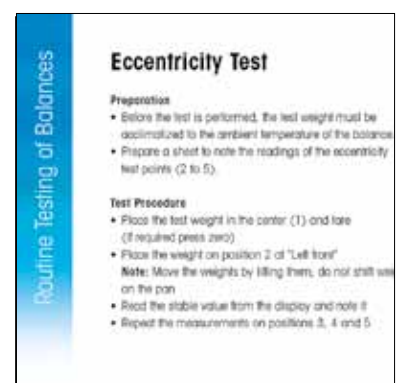 Routine Testing of Balances
Eccentricity Test
Preparation
• Before the test is performed, the test weight must be
acclimatized to the ambient temperature of the balance
• Prepare a sheet to note the readings of the eccentricity
test points (2 to 5).
Test Procedure
• Place the test weight in the center (1) and tare
(if required press zero)
• Place the weight on position 2 at "Left front"
Note: Move the weights by lifting them, do not shift
on the pan
• Read the stable value from the display and note it
• Repeat the measurements on positions 3, 4 and 5